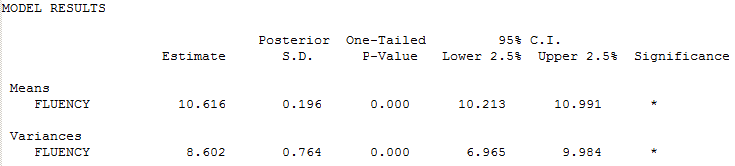 MODEL RESULTS
Posterior One-Tailed 95% C.I.
Estimate S.D. P-Value Lower 2.5% Upper 2.5% Significance
Means
FLUENCY 10.616 0.196 0.000 10.213 10.991 *
Variances
FLUENCY 8.602 0.764 0.000 6.965 9.984 *